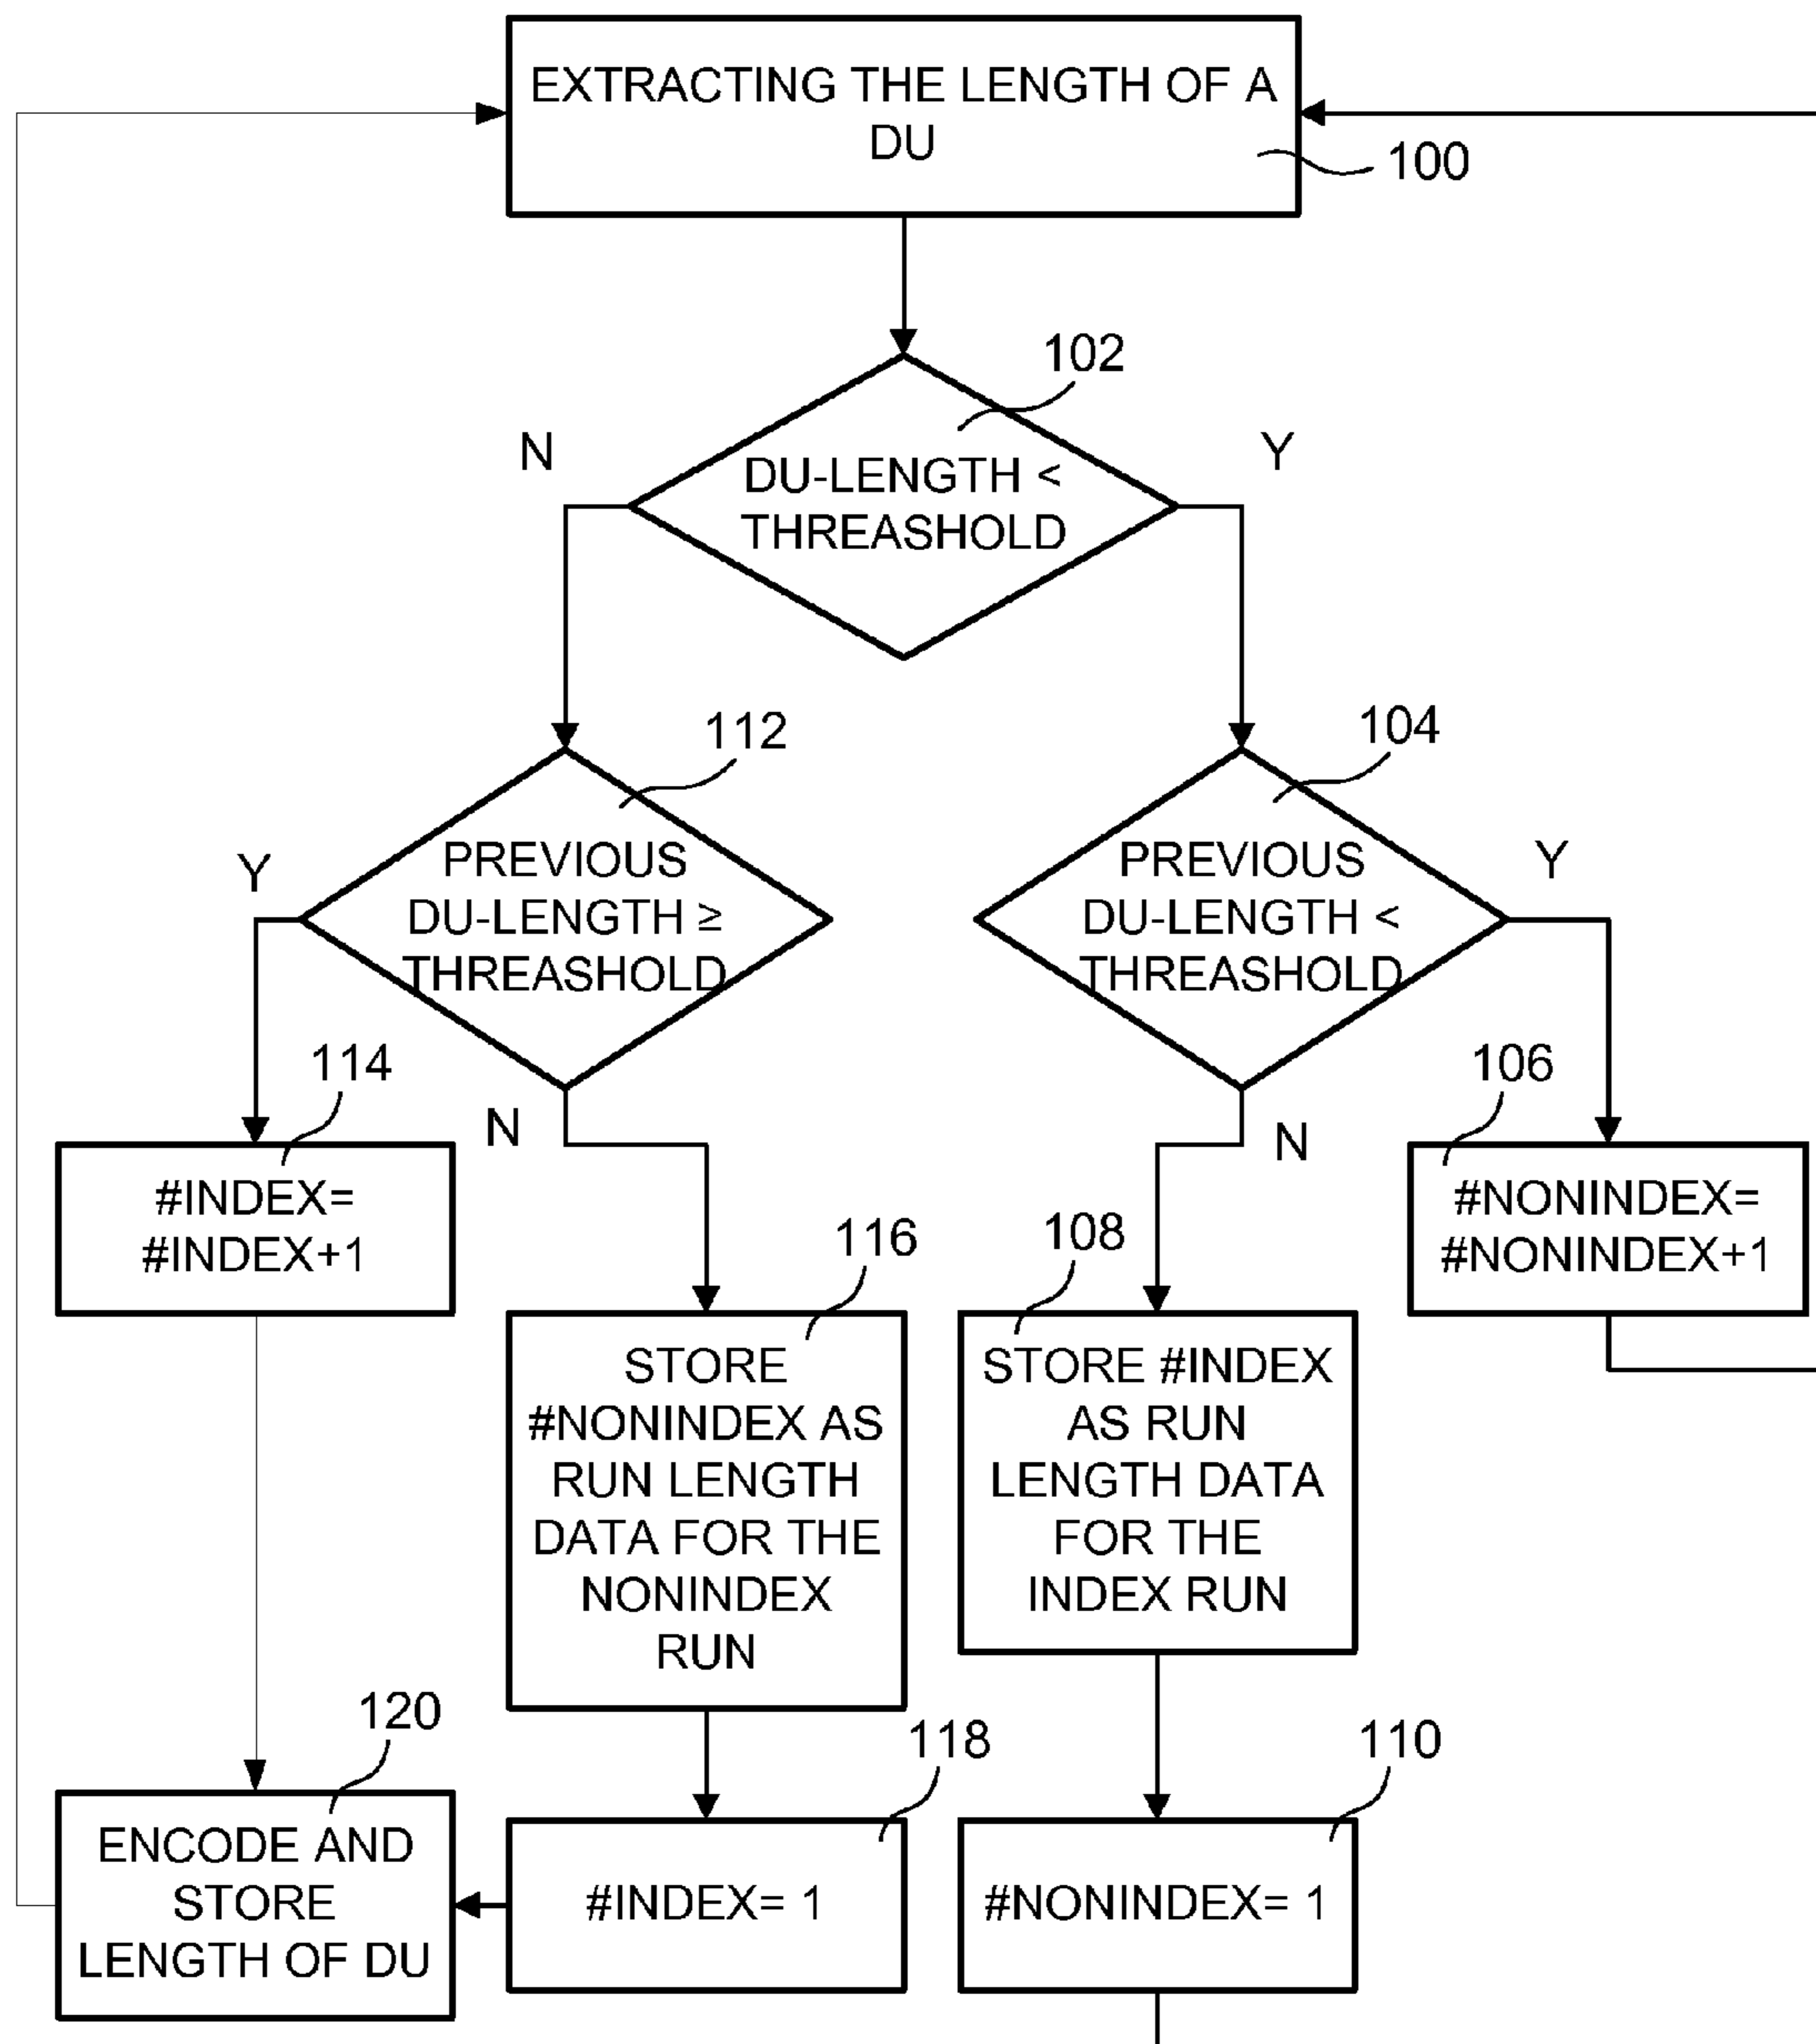 EXTRACTING THE LENGTH OF A
DU
100
102
N
Y
DU-LENGTH <
THREASHOLD
112
104
Y
PREVIOUS
DU-LENGTH ≥
THREASHOLD
PREVIOUS
DU-LENGTH <
THREASHOLD
Y
114
N
N
106
#INDEX=
#INDEX+1
116
108
#NONINDEX=
#NONINDEX+1
STORE
#NONINDEX AS
RUN LENGTH
DATA FOR THE
NONINDEX
RUN
STORE #INDEX
AS RUN
LENGTH DATA
FOR THE
INDEX RUN
120
118
110
ENCODE AND
STORE
LENGTH OF DU
#INDEX= 1
#NONINDEX= 1